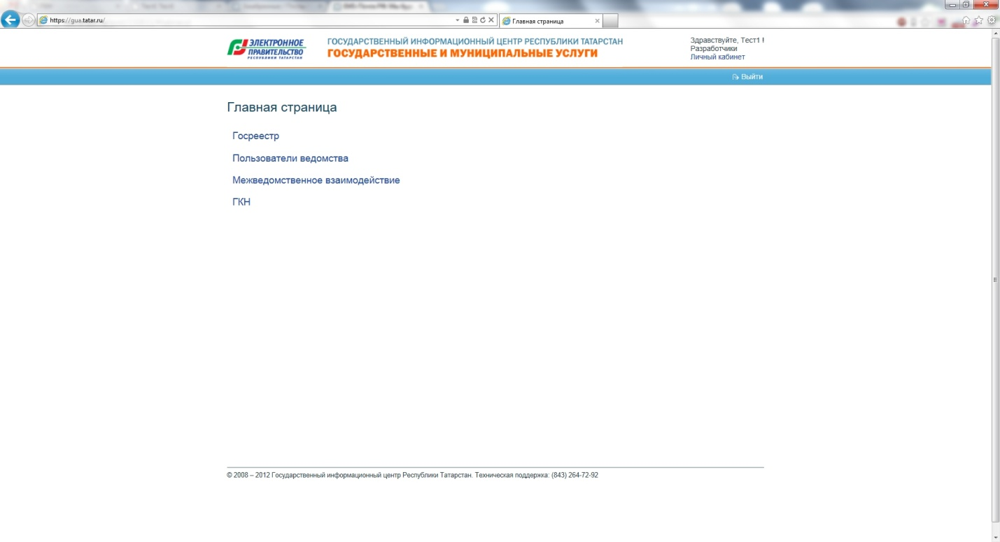 https://gua.tatar.ru/
Главная страница
ЭЛЕКТРОННОЕ
ПРАВИТЕЛЬСТВО
РЕСПУБЛИКИ ТАТАРСТАН
ГОСУДАРСТВЕННЫЙ ИНФОРМАЦИОННЫЙ ЦЕНТР РЕСПУБЛИКИ ТАТАРСТАН
ГОСУДАРСТВЕННЫЕ И МУНИЦИПАЛЬНЫЕ УСЛУГИ
Здравствуйте, Тест1
Разработчики
Личный кабинет
Выйти
Главная страница
Госреестр
Пользователи ведомства
Межведомственное взаимодействие
ГКН
© 2008 – 2012 Государственный информационный центр Республики Татарстан. Техническая поддержка: (843) 264-72-92